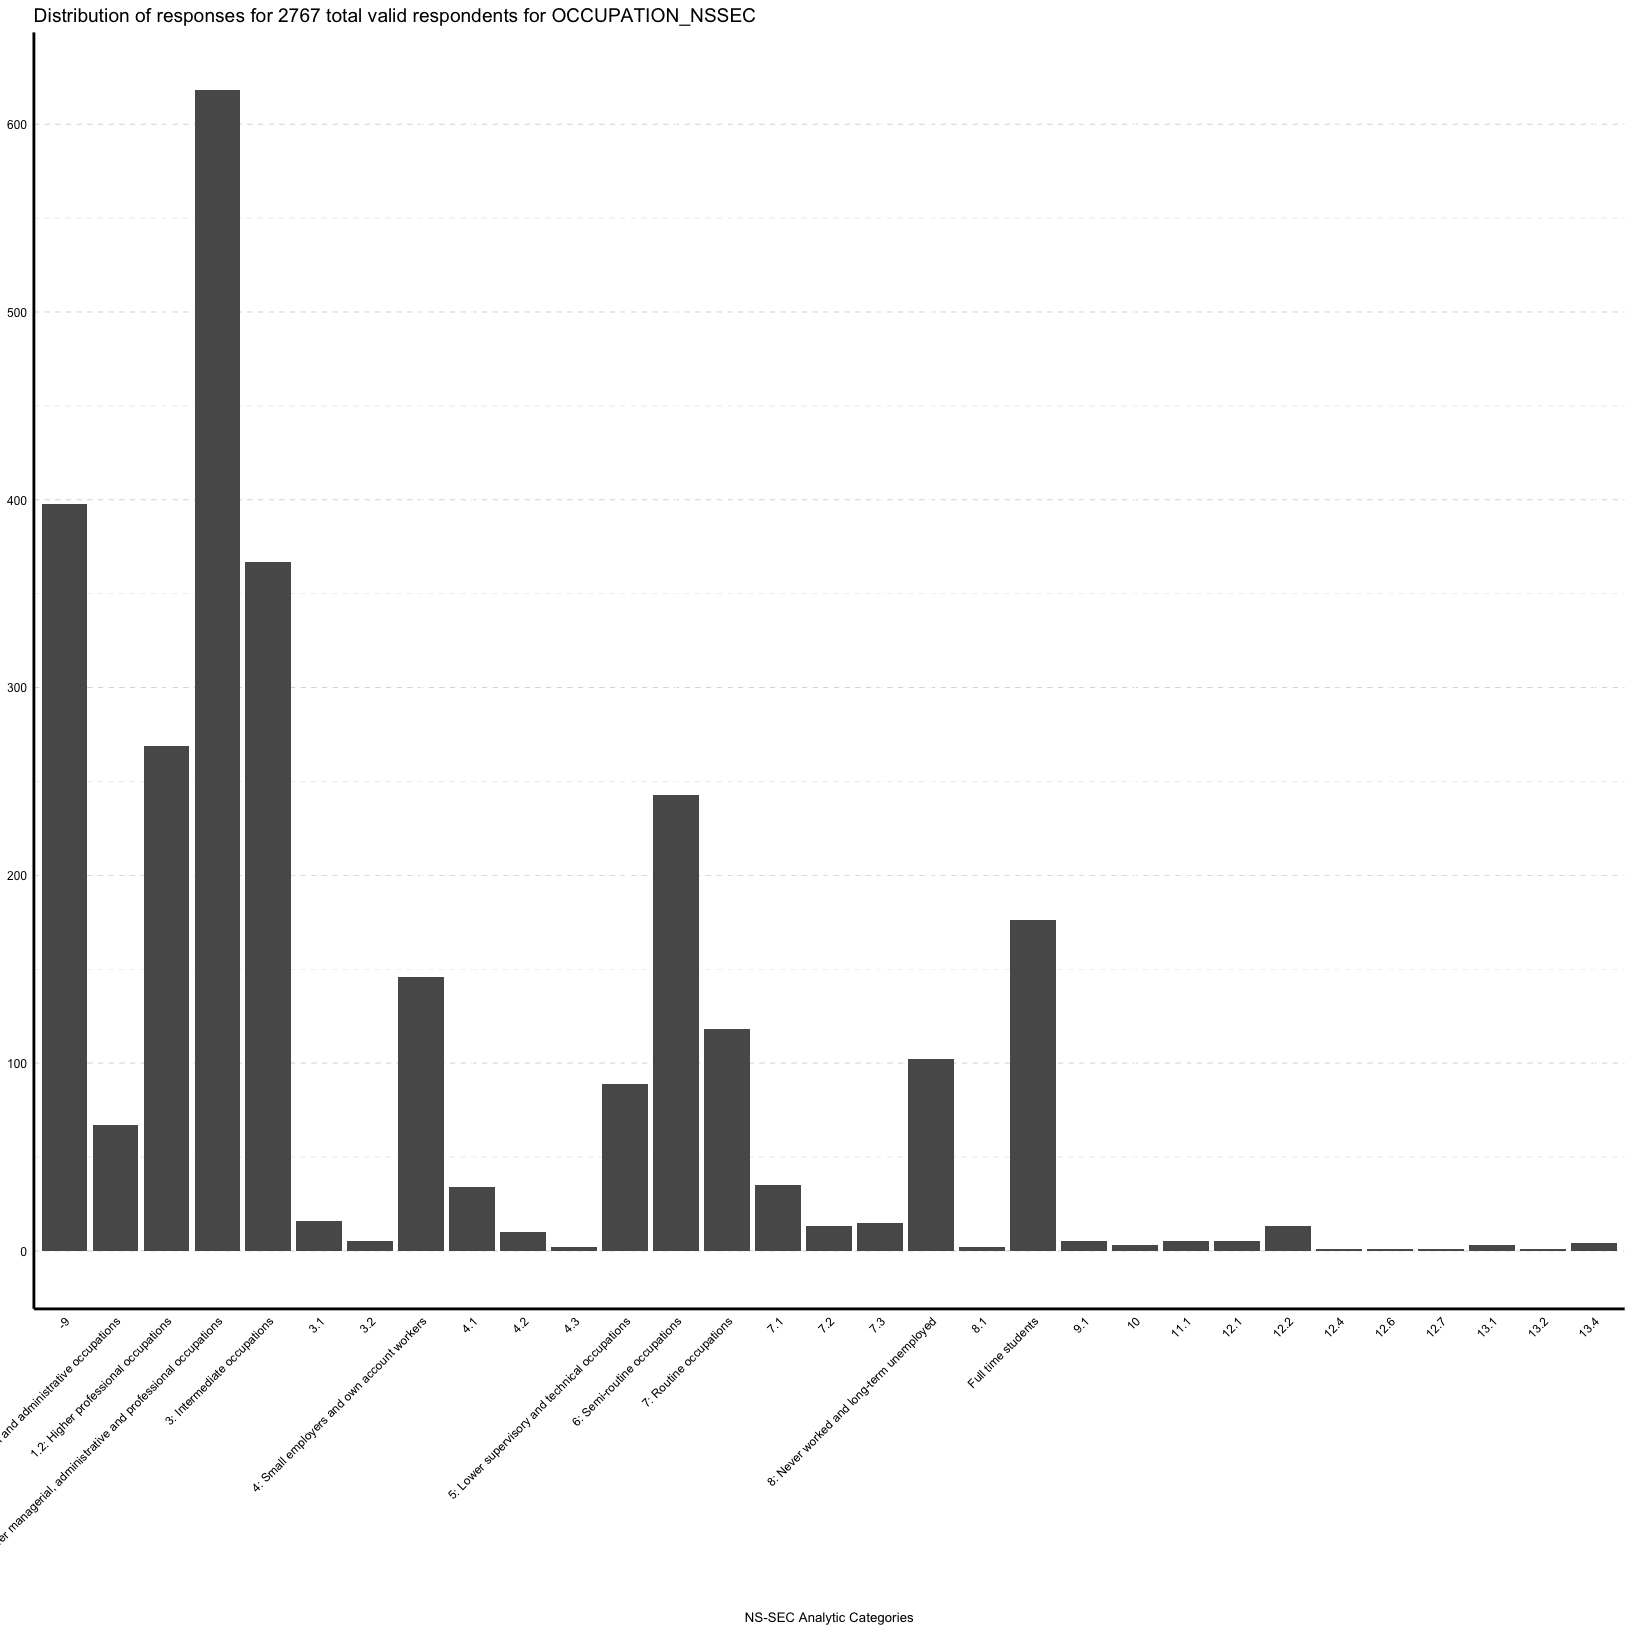 Distribution of responses for 2767 total valid respondents for OCCUPATION_NSSEC
600
500
400
300
200
100
0
-9
and administrative occupations
1.2: Higher professional occupations
managerial, administrative and professional occupations
3: Intermediate occupations
3.1
3.2
4: Small employers and own account workers
4.1
4.2
4.3
5: Lower supervisory and technical occupations
6: Semi-routine occupations
7: Routine occupations
7.1
7.2
7.3
8: Never worked and long-term unemployed
8.1
Full time students
9.1
10
11.1
12.1
12.2
12.4
12.6
12.7
13.1
13.2
13.4
NS-SEC Analytic Categories